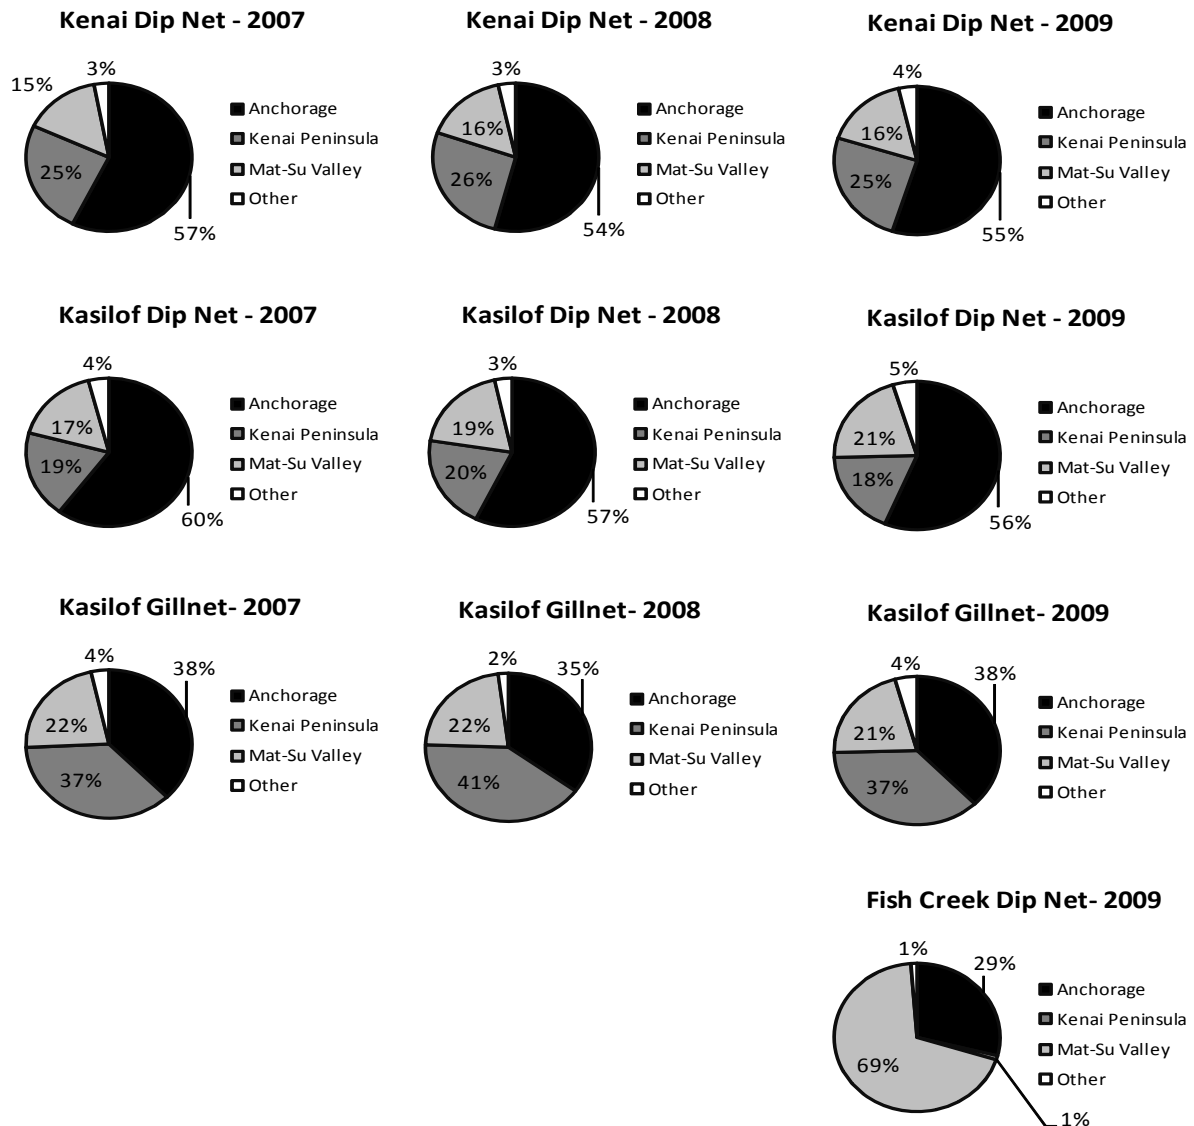 Kenai Dip Net - 2007
3%
15%
25%
57%
Anchorage
Kenai Peninsula
Mat-Su Valley
Other
Kenai Dip Net - 2008
3%
16%
26%
54%
Anchorage
Kenai Peninsula
Mat-Su Valley
Other
Kenai Dip Net - 2009
4%
16%
25%
55%
Anchorage
Kenai Peninsula
Mat-Su Valley
Other
Kasilof Dip Net - 2007
4%
17%
19%
60%
Anchorage
Kenai Peninsula
Mat-Su Valley
Other
Kasilof Dip Net - 2008
3%
19%
20%
57%
Anchorage
Kenai Peninsula
Mat-Su Valley
Other
Kasilof Dip Net - 2009
5%
21%
18%
56%
Anchorage
Kenai Peninsula
Mat-Su Valley
Other
Kasilof Gillnet- 2007
4%
38%
22%
37%
Anchorage
Kenai Peninsula
Mat-Su Valley
Other
Kasilof Gillnet- 2008
2%
35%
22%
41%
Anchorage
Kenai Peninsula
Mat-Su Valley
Other
Kasilof Gillnet- 2009
4%
38%
21%
37%
Anchorage
Kenai Peninsula
Mat-Su Valley
Other
Fish Creek Dip Net- 2009
1%
29%
69%
1%
Anchorage
Kenai Peninsula
Mat-Su Valley
Other